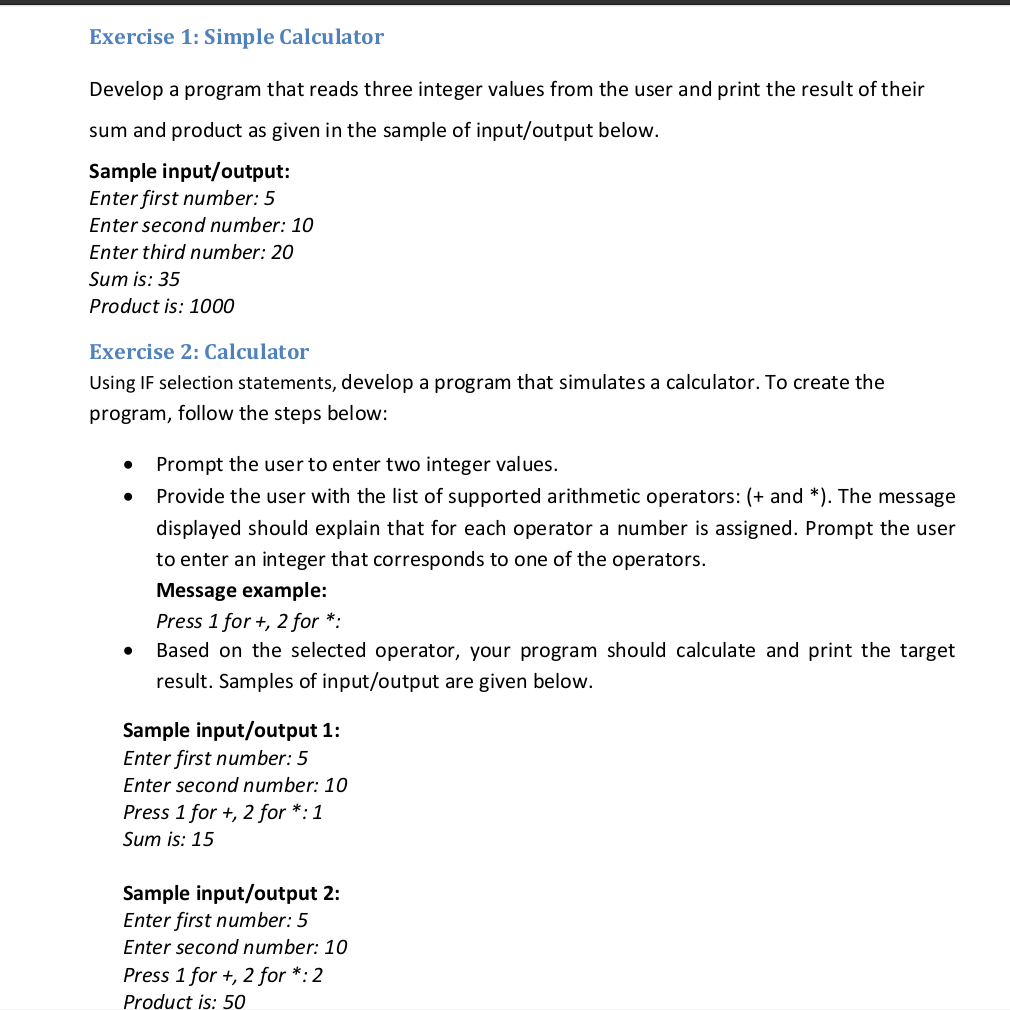 Exercise 1: Simple Calculator
Develop a program that reads three integer values from the user and print the result of their
sum and product as given in the sample of input/output below.
Sample input/output:
Enter first number: 5
Enter second number: 10
Enter third number: 20
Sum is: 35
Product is: 1000
Exercise 2: Calculator
Using IF selection statements, develop a program that simulates a calculator. To create the
program, follow the steps below:
• Prompt the user to enter two integer values.
• Provide the user with the list of supported arithmetic operators: (+ and *). The message
displayed should explain that for each operator a number is assigned. Prompt the user
to enter an integer that corresponds to one of the operators.
Message example:
Press 1 for +, 2 for *:
• Based on the selected operator, your program should calculate and print the target
result. Samples of input/output are given below.
Sample input/output 1:
Enter first number: 5
Enter second number: 10
Press 1 for +, 2 for *: 1
Sum is: 15
Sample input/output 2:
Enter first number: 5
Enter second number: 10
Press 1 for +, 2 for *: 2
Product is: 50